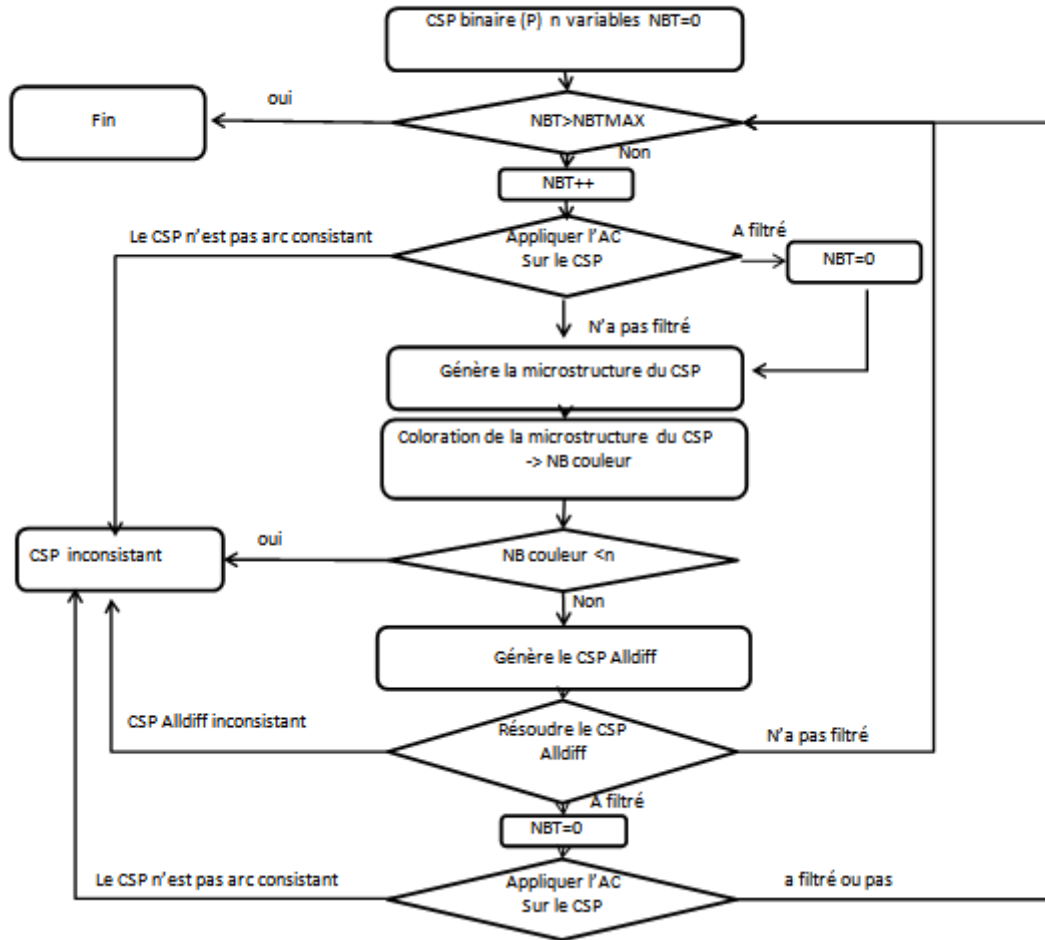 CSP binaire (P) n variables NBT=0
oui
Fin
NBT>NBTMAX
Non
NBT++
Le CSP n'est pas arc consistant
Appliquer l'AC
Sur le CSP
A filtré
NBT=0
N'a pas filtré
Génère la microstructure du CSP
Coloration de la microstructure du CSP
-> NB couleur
oui
CSP inconsistant
NB couleur <n
Non
Génère le CSP Alldiff
CSP Alldiff inconsistant
Résoudre le CSP
Alldiff
N'a pas filtré
A filtré
NBT=0
Le CSP n'est pas arc consistant
Appliquer l'AC
Sur le CSP
a filtré ou pas